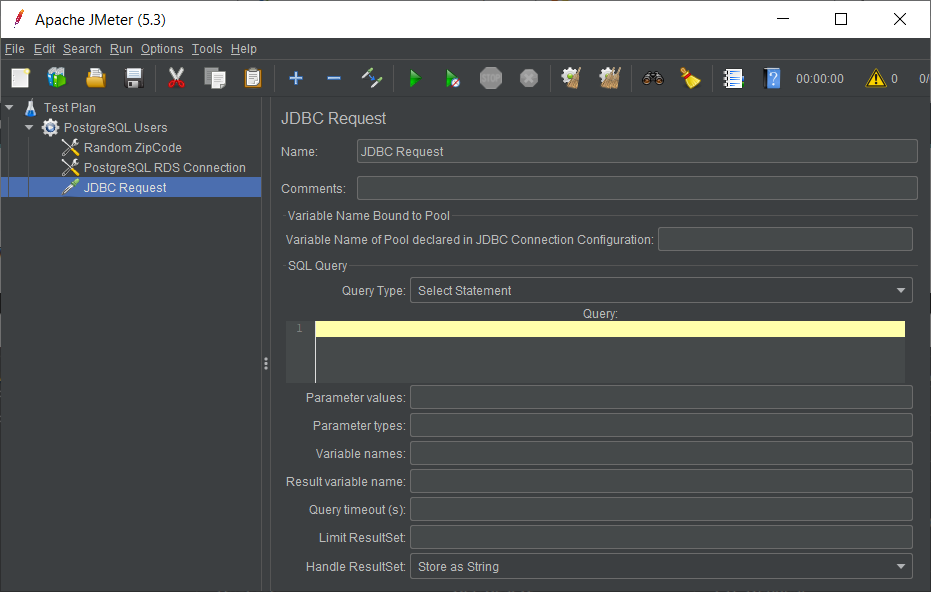 Apache JMeter (5.3)
File Edit Search Run Options Tools Help
STOP 00:00:00 0 0/
Test Plan
PostgreSQL Users
Random ZipCode
PostgreSQL RDS Connection
JDBC Request
JDBC Request
Name: JDBC Request
Comments:
Variable Name Bound to Pool
Variable Name of Pool declared in JDBC Connection Configuration:
SQL Query
Query Type: Select Statement
Query:
1
Parameter values:
Parameter types:
Variable names:
Result variable name:
Query timeout (s):
Limit ResultSet:
Handle ResultSet: Store as String